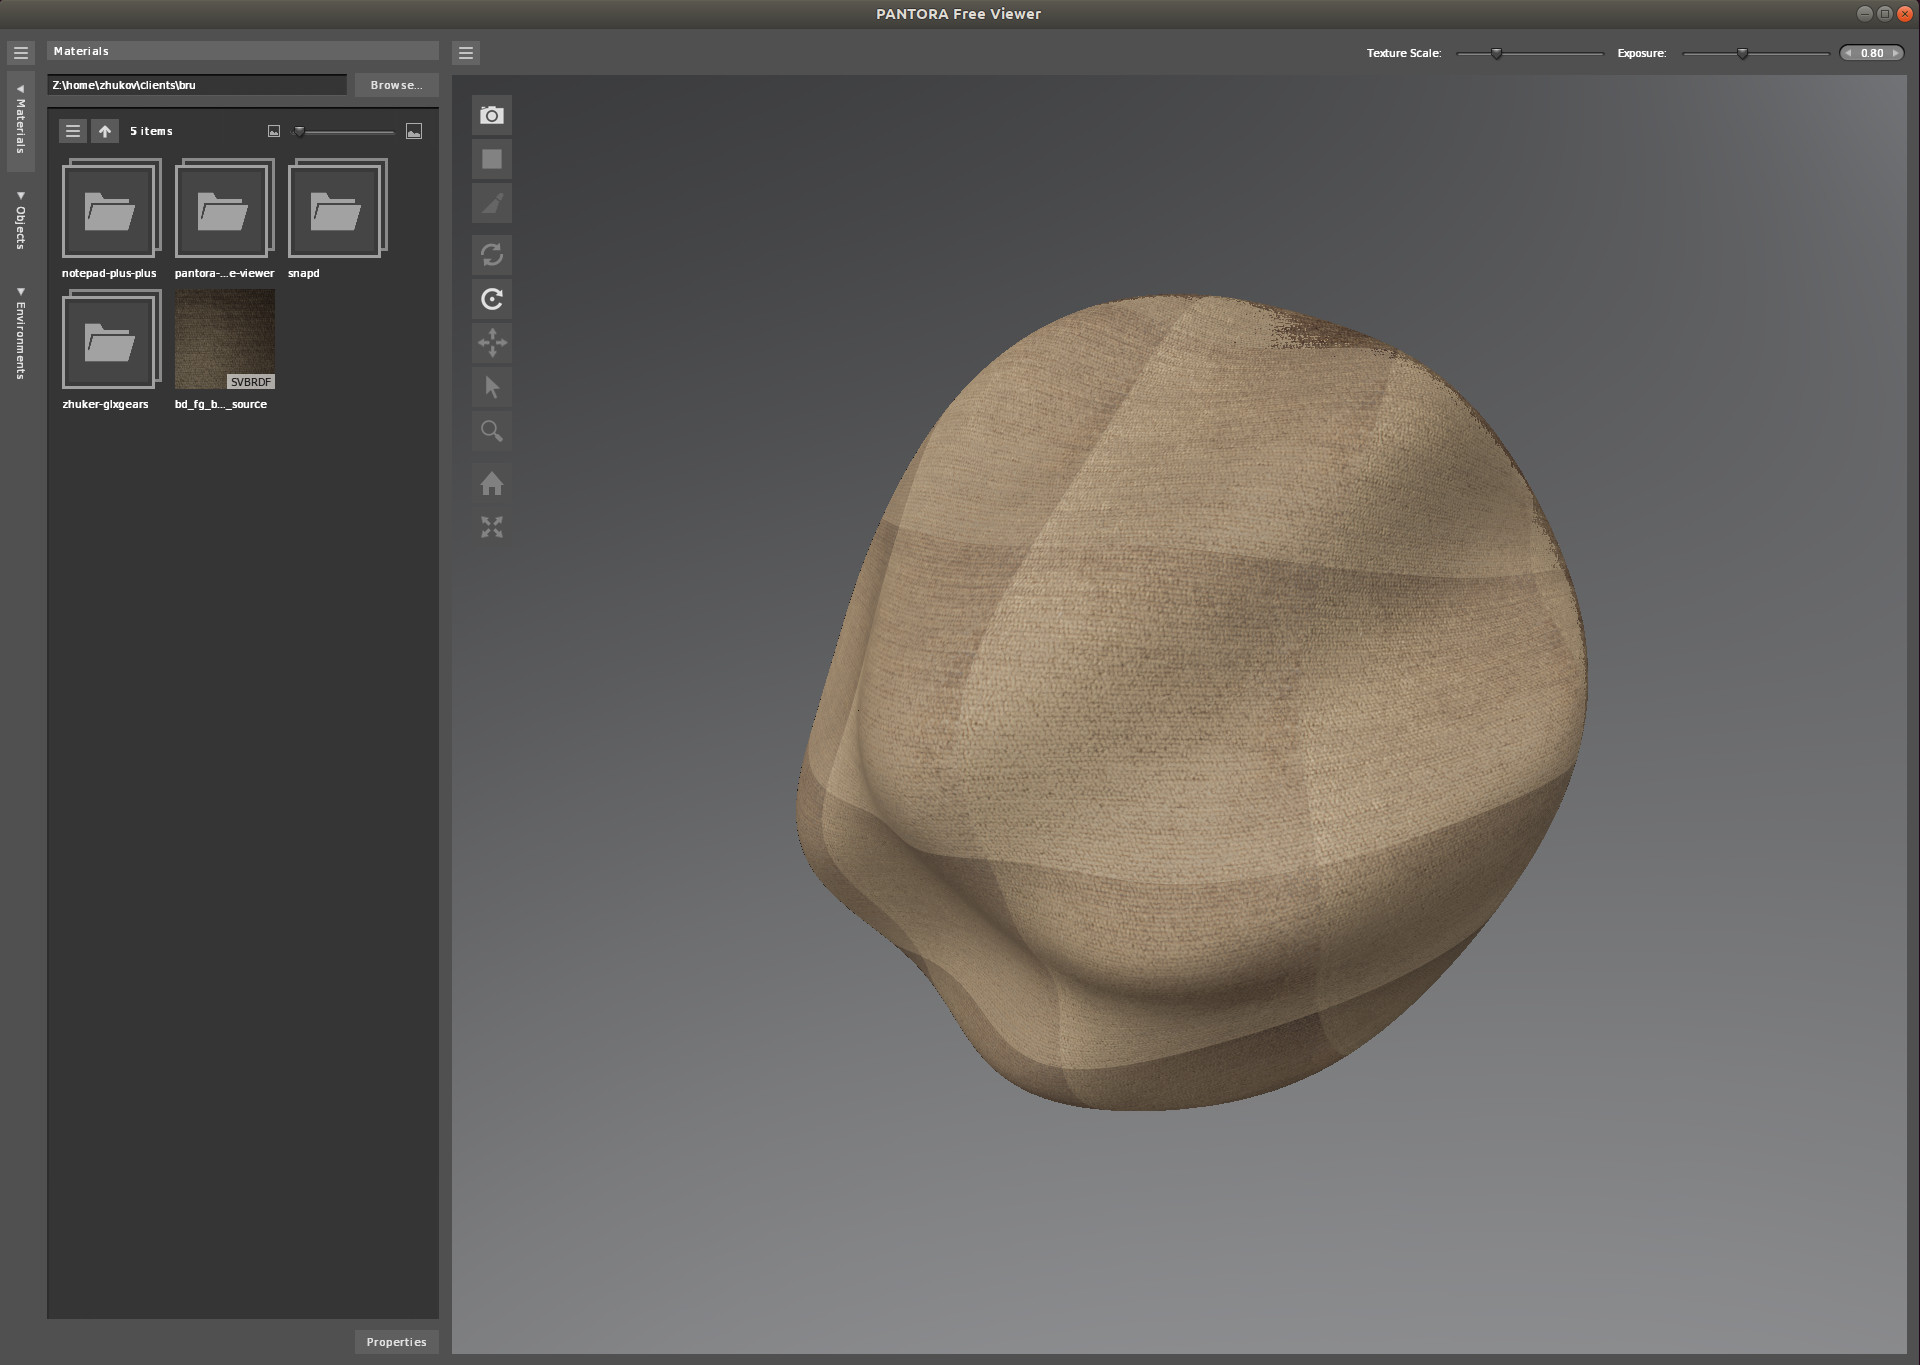 PANTORA Free Viewer
Materials
Texture Scale:
Exposure:
0.80
Z:\home\zhukov\clients\bru
Browse...
Materials
Objects
Environments
5 items
notepad-plus-plus
pantora-...e-viewer
snapd
SVBRDF
zhuker-glxgears
bd_fg_b..._source
Properties